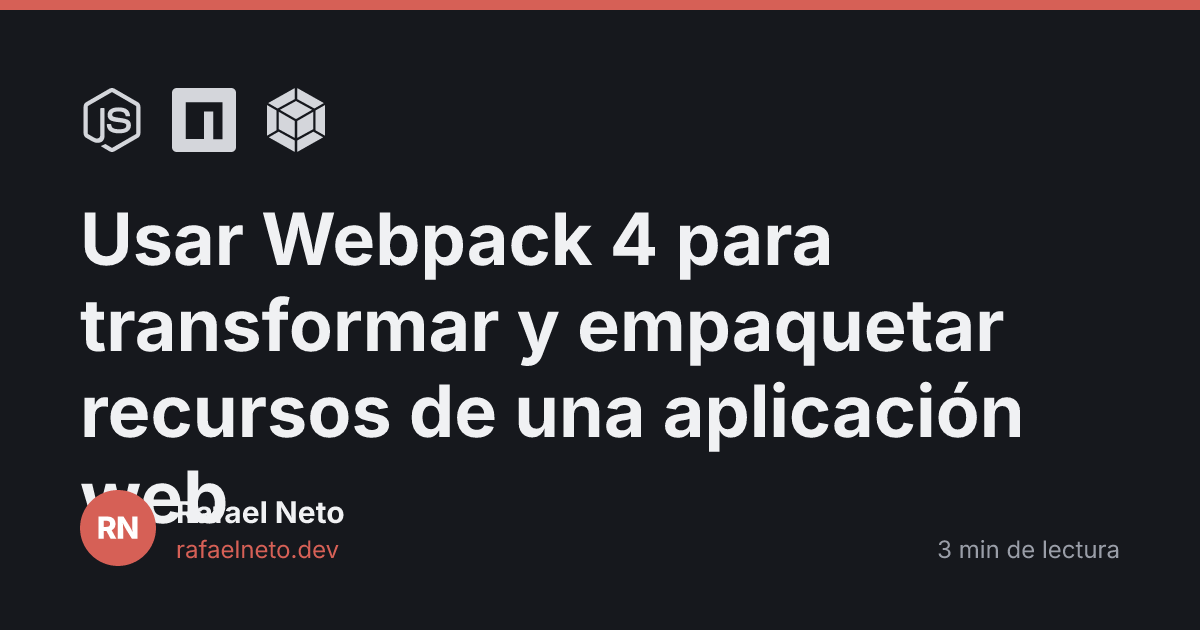 JS
Usar Webpack 4 para
transformar y empaquetar
recursos de una aplicación
web
RN
Rafael Neto
rafaelneto.dev
3 min de lectura